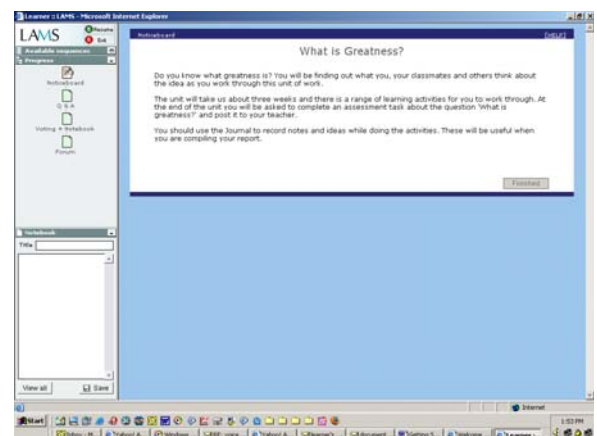 Learner :: LAMS - Microsoft Internet Explorer
LAMS
Resume
Exit
Available sequences
Progress
Noticeboard
Q & A
Voting + Notebook
Forum
Noticeboard
[HELP]
What is Greatness?
Do you know what greatness is? You will be finding out what you, your classmates and others think about
the idea as you work through this unit of work.
The unit will take us about three weeks and there is a range of learning activities for you to work through. At
the end of the unit you will be asked to complete an assessment task about the question 'What is
greatness?' and post it to your teacher.
You should use the Journal to record notes and ideas while doing the activities. These will be useful when
you are compiling your report.
Finished
Notebook
Title
View all
Save
Internet
Start
1:53 PM